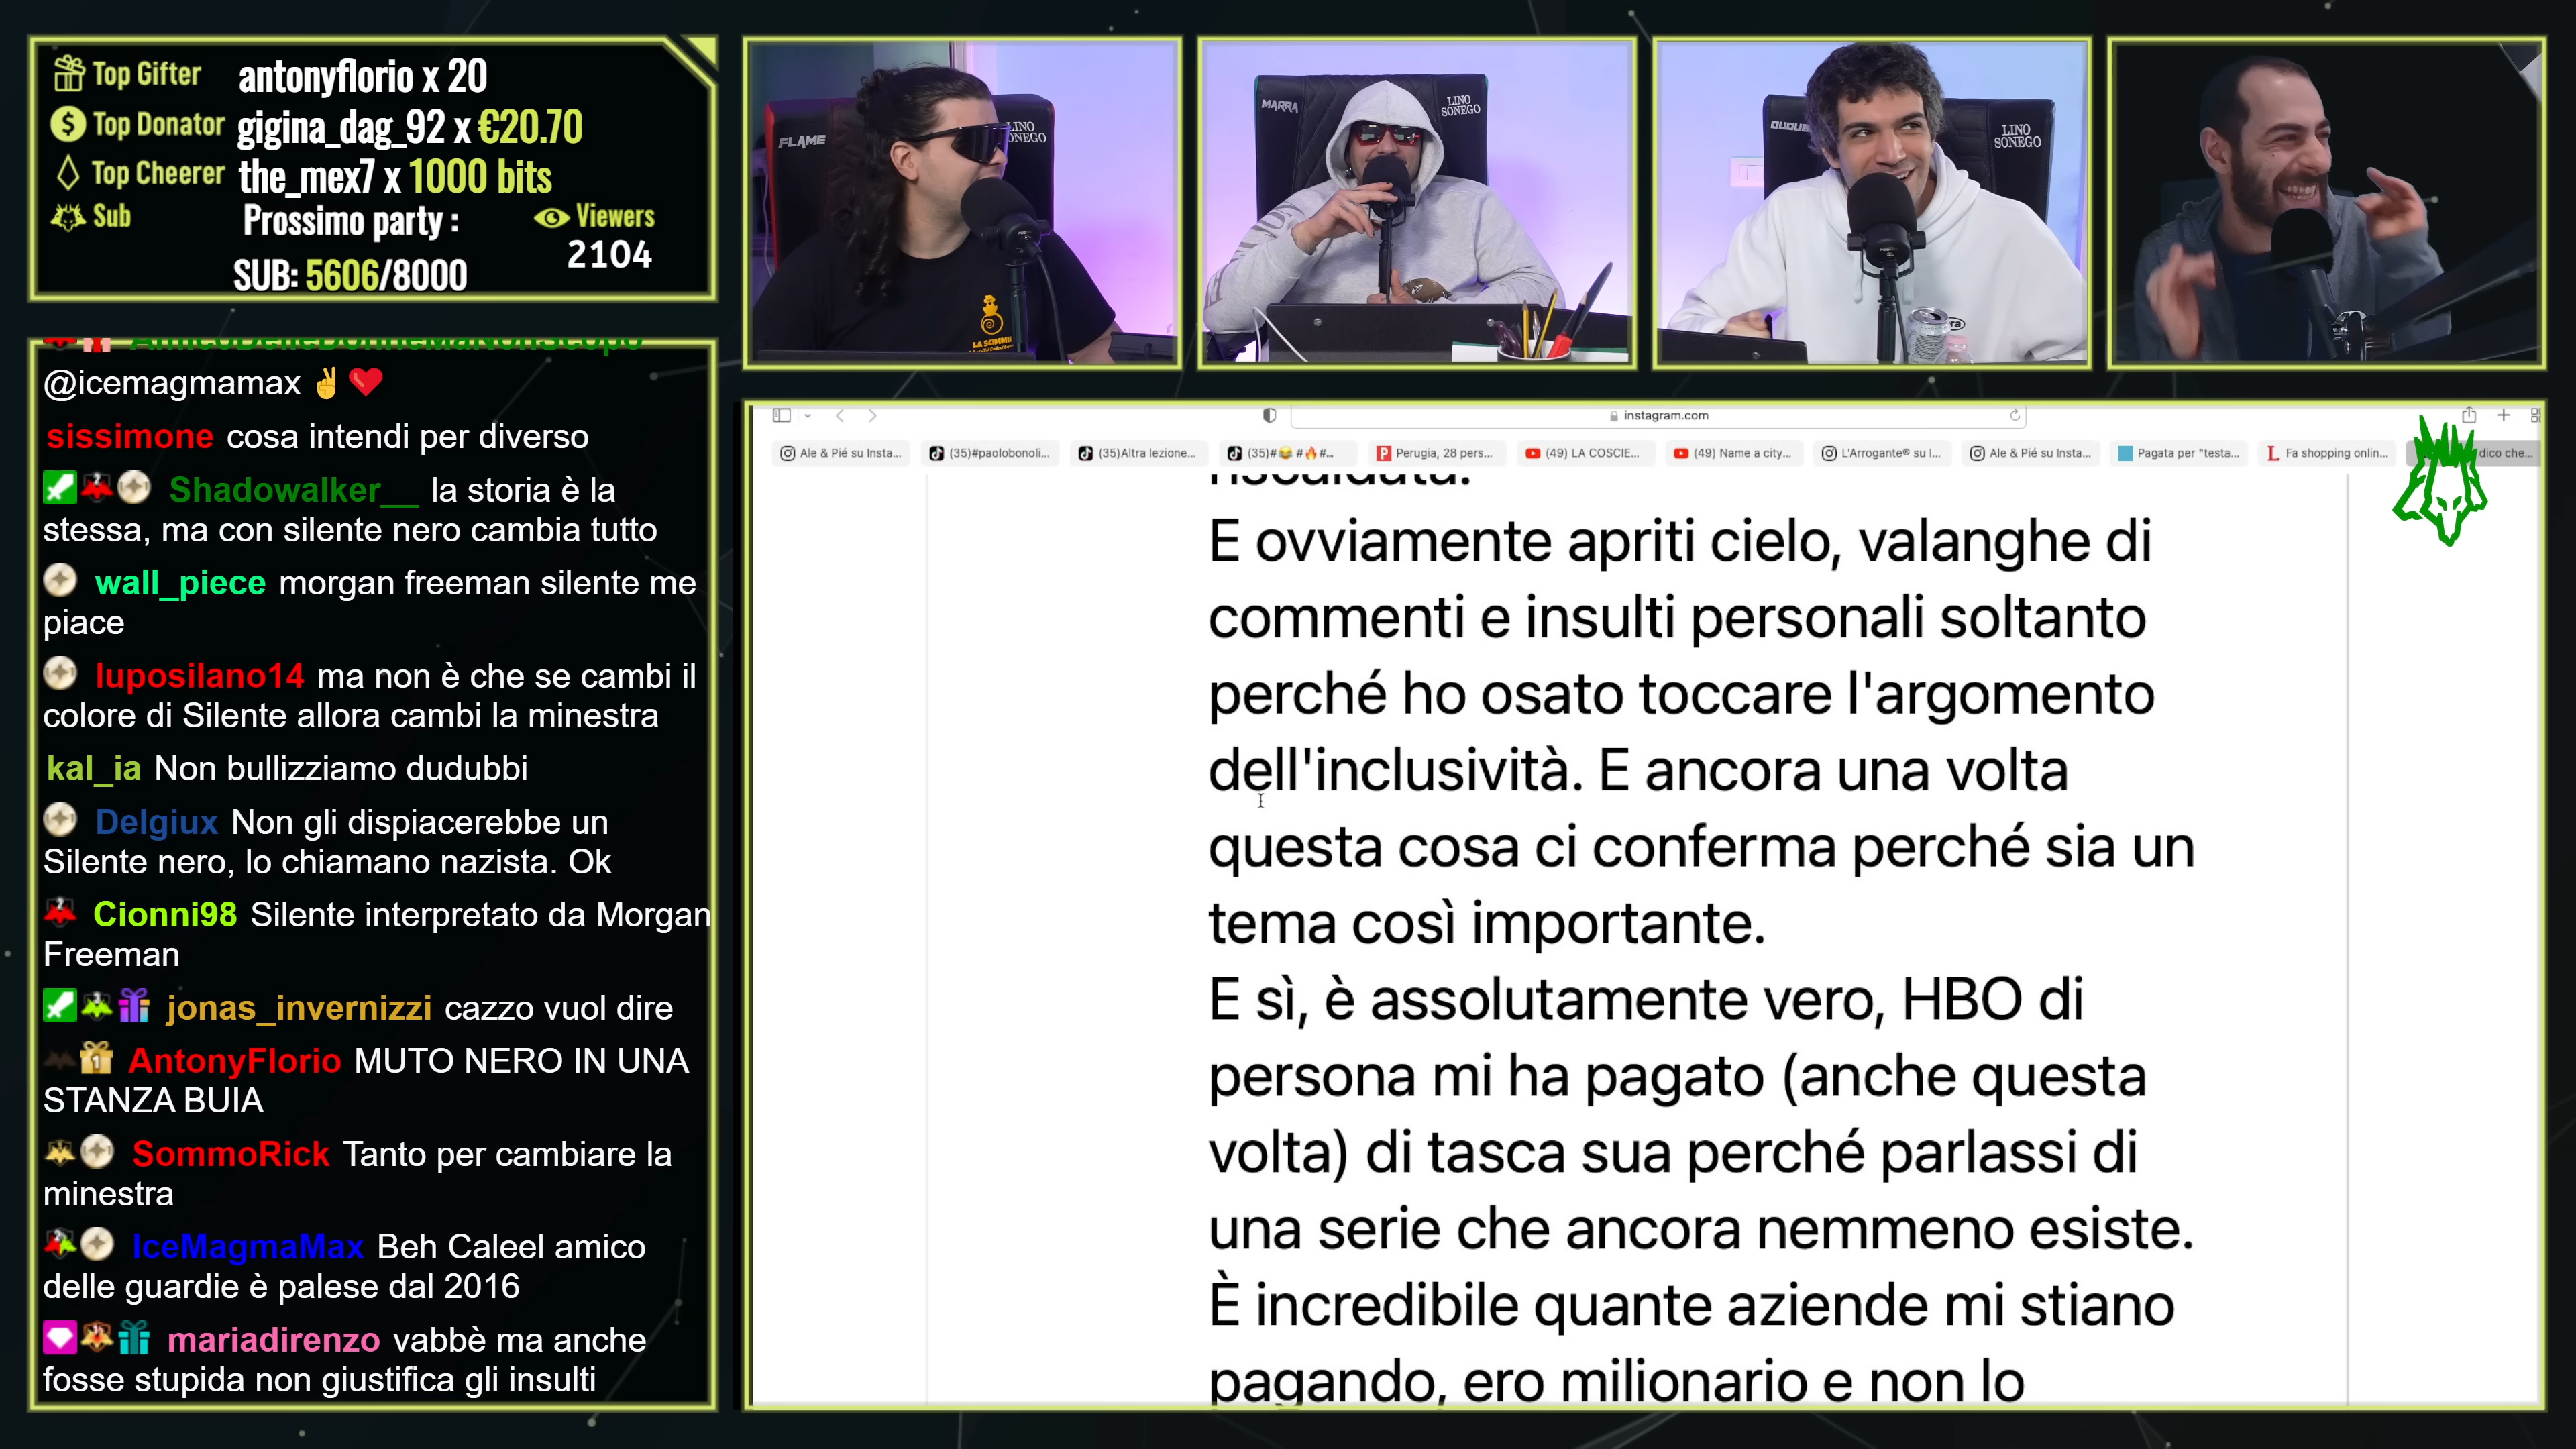 Top Gifter antonyflorio x 20
Top Donator gigina_dag_92 x €20.70
Top Cheerer the_mex7 x 1000 bits
Sub Prossimo party : Viewers
SUB: 5606/8000 2104
@icemagmamax ✌️❤️
sissimone cosa intendi per diverso
Shadowalker__ la storia è la
stessa, ma con silente nero cambia tutto
wall_piece morgan freeman silente me
piace
luposilano14 ma non è che se cambi il
colore di Silente allora cambi la minestra
kal_ia Non bullizziamo dudubbi
Delgiux Non gli dispiacerebbe un
Silente nero, lo chiamano nazista. Ok
Cionni98 Silente interpretato da Morgan
Freeman
jonas_invernizzi cazzo vuol dire
AntonyFlorio MUTO NERO IN UNA
STANZA BUIA
SommoRick Tanto per cambiare la
minestra
IceMagmaMax Beh Caleel amico
delle guardie è palese dal 2016
mariadirenzo vabbè ma anche
fosse stupida non giustifica gli insulti
FLAME
LA SCIMMIA
MARRA
LINO
SONEGO
LINO
SONEGO
instagram.com
Ale & Pié su Insta... (35)#paolobonoli... (35)Altra lezione... (35)#😂 #🔥#... Perugia, 28 pers... (49) LA COSCIE... (49) Name a city... L'Arrogante® su I... Ale & Pié su Insta... Pagata per "testa... Fa shopping onlin... dico che...
riscaldata.
E ovviamente apriti cielo, valanghe di
commenti e insulti personali soltanto
perché ho osato toccare l'argomento
dell'inclusività. E ancora una volta
questa cosa ci conferma perché sia un
tema così importante.
E sì, è assolutamente vero, HBO di
persona mi ha pagato (anche questa
volta) di tasca sua perché parlassi di
una serie che ancora nemmeno esiste.
È incredibile quante aziende mi stiano
pagando, ero milionario e non lo